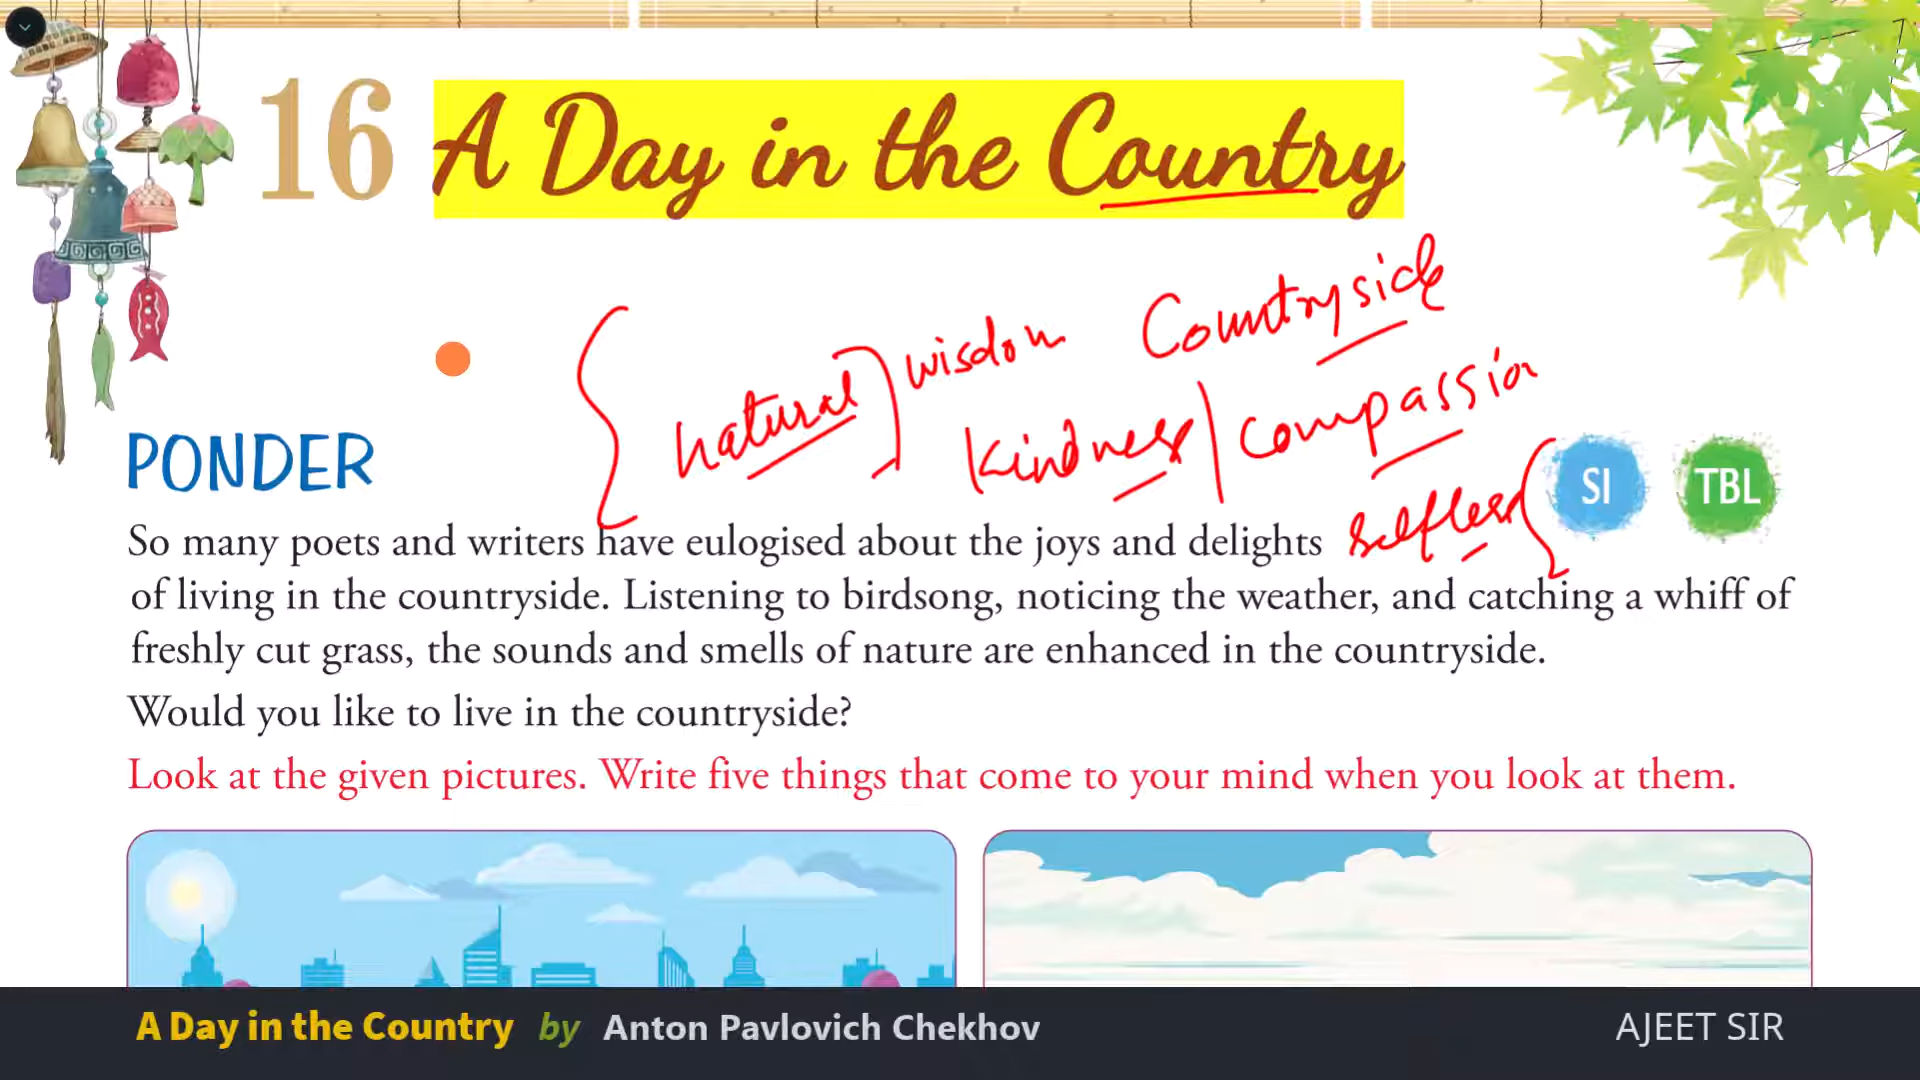 16 A Day in the Country
Countryside
natural wisdom
kindness compassion
selfless
PONDER
SI TBL
So many poets and writers have eulogised about the joys and delights
of living in the countryside. Listening to birdsong, noticing the weather, and catching a whiff of
freshly cut grass, the sounds and smells of nature are enhanced in the countryside.
Would you like to live in the countryside?
Look at the given pictures. Write five things that come to your mind when you look at them.
A Day in the Country by Anton Pavlovich Chekhov
AJEET SIR